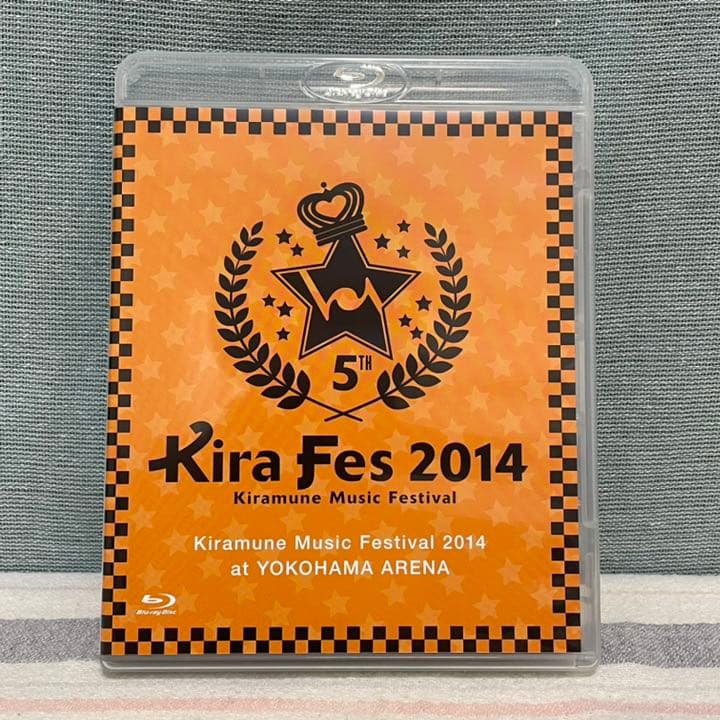 5TH
Kira Fes 2014
Kiramune Music Festival
Kiramune Music Festival 2014
at YOKOHAMA ARENA
Blu-ray Disc